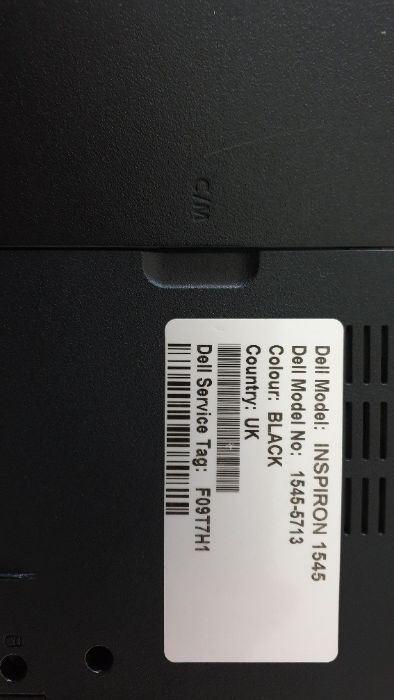 C/M
Dell Model: INSPIRON 1545
Dell Model No: 1545-5713
Colour: BLACK
Country: UK
Dell Service Tag: F09T7H1
B